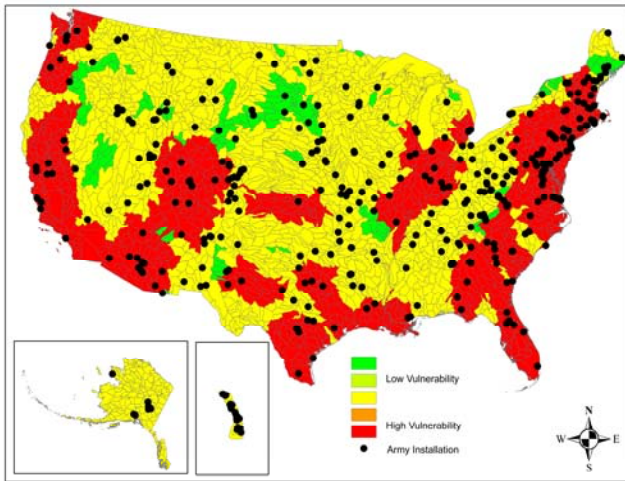 Low Vulnerability
High Vulnerability
Army Installation
N
W E
S